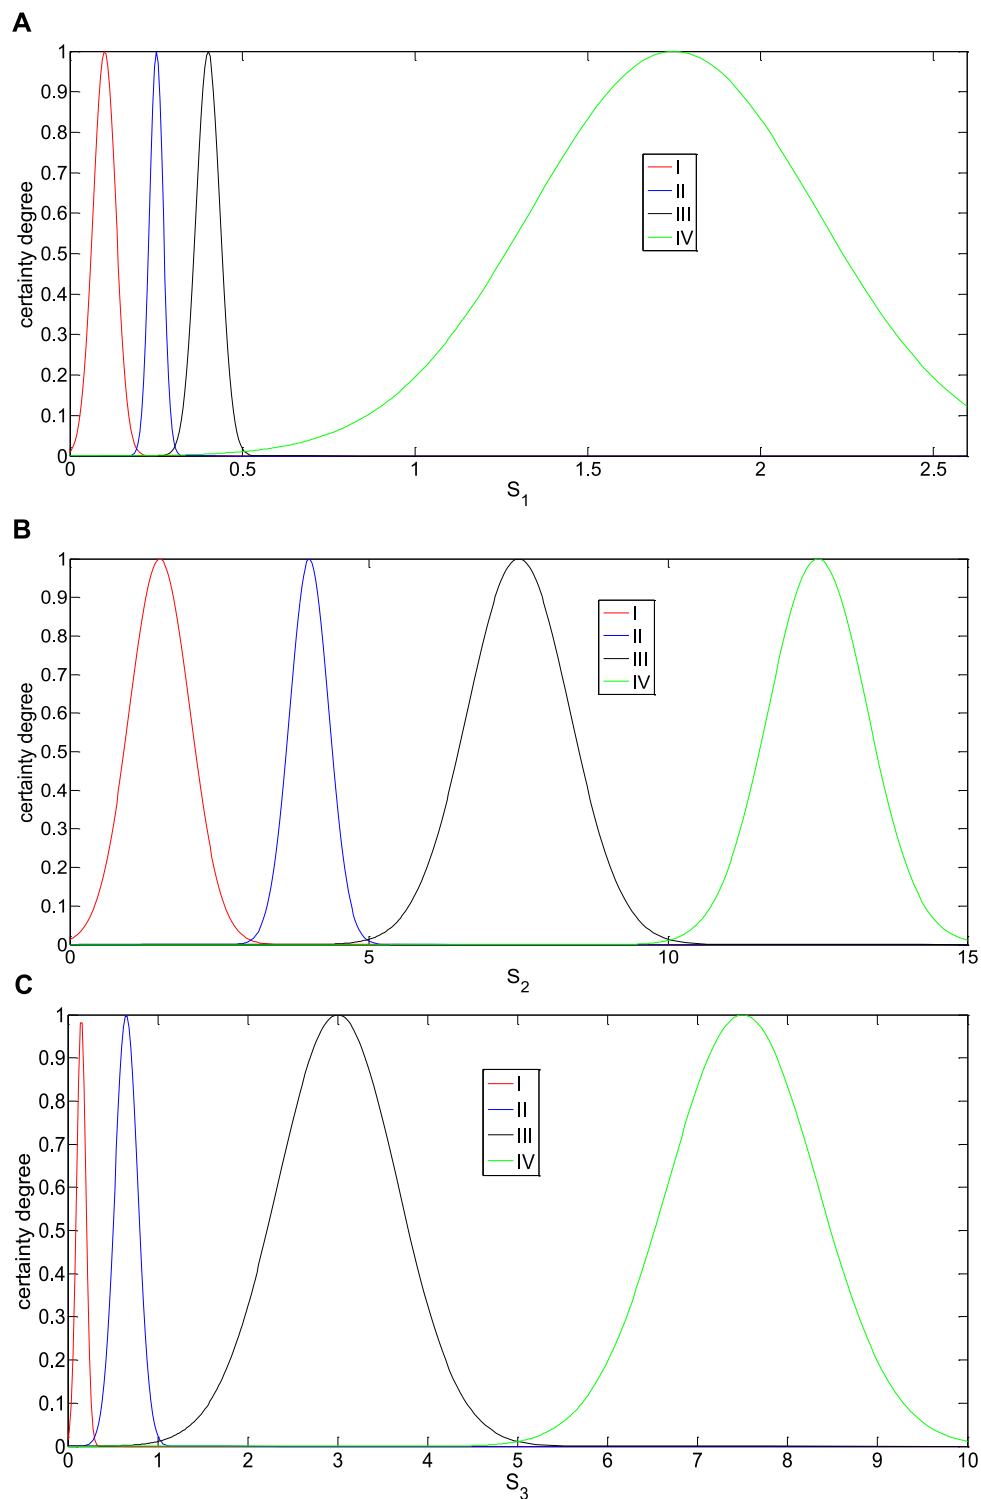 A
certainty degree
1
0.9
0.8
0.7
0.6
0.5
0.4
0.3
0.2
0.1
0
I
II
III
IV
0 0.5 1 1.5 2 2.5
S1
B
certainty degree
1
0.9
0.8
0.7
0.6
0.5
0.4
0.3
0.2
0.1
0
I
II
III
IV
0 5 10 15
S2
C
certainty degree
1
0.9
0.8
0.7
0.6
0.5
0.4
0.3
0.2
0.1
0
I
II
III
IV
0 1 2 3 4 5 6 7 8 9 10
S3